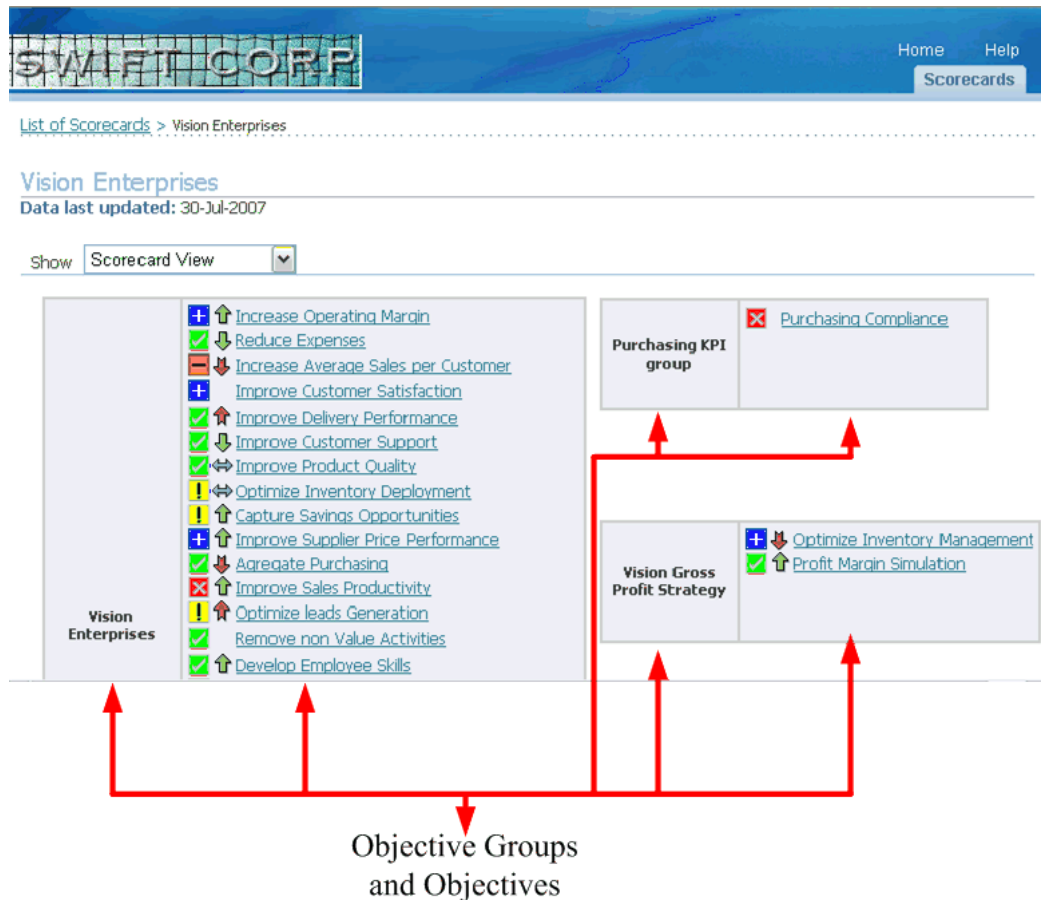 SWIFT CORP
Home Help
Scorecards
List of Scorecards > Vision Enterprises
Vision Enterprises
Data last updated: 30-Jul-2007
Show Scorecard View
Vision
Enterprises
Increase Operating Margin
Reduce Expenses
Increase Average Sales per Customer
Improve Customer Satisfaction
Improve Delivery Performance
Improve Customer Support
Improve Product Quality
Optimize Inventory Deployment
Capture Savings Opportunities
Improve Supplier Price Performance
Agregate Purchasing
Improve Sales Productivity
Optimize leads Generation
Remove non Value Activities
Develop Employee Skills
Purchasing KPI
group
Purchasing Compliance
Vision Gross
Profit Strategy
Optimize Inventory Management
Profit Margin Simulation
Objective Groups
and Objectives